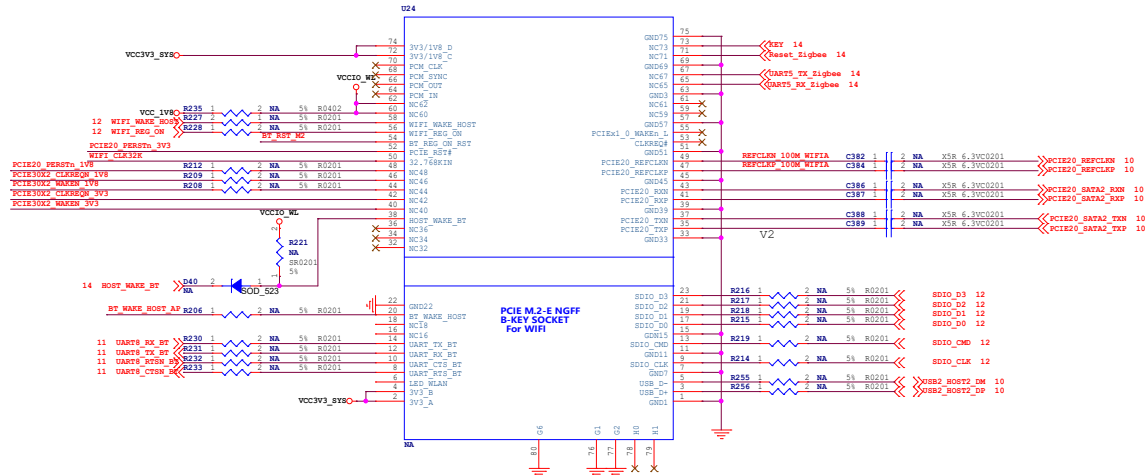 U24
VCC3V3_SYS
74 3V3/1V8_D
72 3V3/1V8_C
70 PCM_CLK
68 PCM_SYNC
66 PCM_OUT
64 PCM_IN
VCCIO_WL
62 NC62
VCC_1V8 R235 1 2 NA 5% R0402 60 NC60
12 WIFI_WAKE_HOST R227 2 1 NA 5% R0201 58 WIFI_WAKE_HOST
12 WIFI_REG_ON R228 1 2 NA 5% R0201 56 WIFI_REG_ON
BT_RST_M2 54 BT_REG_ON_RST
PCIE20_PERSTn_3V3 52 PCIE_RST#
WIFI_CLK32K 50 32,768KIN
PCIE20_PERSTn_1V8 R212 1 2 NA 5% R0201 48 NC48
PCIE30X2_CLKREQN_1V8 R209 1 2 NA 5% R0201 46 NC46
PCIE30X2_WAKEN_1V8 R208 1 2 NA 5% R0201 44 NC44
PCIE30X2_CLKREQN_3V3 42 NC42
PCIE30X2_WAKEN_3V3 40 NC40
VCCIO_WL
38 HOST_WAKE_BT
36 NC36
34 NC34
32 NC32
2 1 R221
NA
SR0201
5%
14 HOST_WAKE_BT D40 2 1
NA
SOD_523
22 GND22
BT_WAKE_HOST_AP R206 1 2 NA 5% R0201 20 BT_WAKE_HOST
18 NC18
16 NC16
11 UART8_RX_BT R230 1 2 NA 5% R0201 14 UART_TX_BT
11 UART8_TX_BT R231 1 2 NA 5% R0201 12 UART_RX_BT
11 UART8_RTSN_BT R232 1 2 NA 5% R0201 10 UART_CTS_BT
11 UART8_CTSN_BT R233 1 2 NA 5% R0201 8 UART_RTS_BT
6 LED_WLAN
4 3V3_B
VCC3V3_SYS 2 3V3_A
NA
PCIE M.2-E NGFF
B-KEY SOCKET
For WIFI
GND75 75
NC73 73 KEY 14
NC71 71 Reset_Zigbee 14
GND69 69
NC67 67 UART5_TX_Zigbee 14
NC65 65 UART5_RX_Zigbee 14
GND3 63
NC61 61
NC59 59
GND57 57
PCIEx1_0_WAKEn_L 55
CLKREQ# 53
GND51 51
PCIE20_REFCLKN 49 REFCLKN_100M_WIFIA C382 1 2 NA X5R 6.3VC0201 PCIE20_REFCLKN 10
PCIE20_REFCLKP 47 REFCLKP_100M_WIFIA C384 1 2 NA X5R 6.3VC0201 PCIE20_REFCLKP 10
GND45 45
PCIE20_RXN 43 C386 1 2 NA X5R 6.3VC0201 PCIE20_SATA2_RXN 10
PCIE20_RXP 41 C387 1 2 NA X5R 6.3VC0201 PCIE20_SATA2_RXP 10
GND39 39
PCIE20_TXN 37 C388 1 2 NA X5R 6.3VC0201 PCIE20_SATA2_TXN 10
PCIE20_TXP 35 C389 1 2 NA X5R 6.3VC0201 PCIE20_SATA2_TXP 10
GND33 33
V2
SDIO_D3 23 R216 1 2 NA 5% R0201 SDIO_D3 12
SDIO_D2 21 R217 1 2 NA 5% R0201 SDIO_D2 12
SDIO_D1 19 R218 1 2 NA 5% R0201 SDIO_D1 12
SDIO_D0 17 R215 1 2 NA 5% R0201 SDIO_D0 12
GDN15 15
SDIO_CMD 13 R219 1 2 NA 5% R0201 SDIO_CMD 12
GND11 11
SDIO_CLK 9 R214 1 2 NA 5% R0201 SDIO_CLK 12
GND7 7
USB_D- 5 R255 1 2 NA 5% R0201 USB2_HOST2_DM 10
USB_D+ 3 R256 1 2 NA 5% R0201 USB2_HOST2_DP 10
GND1 1
G6 G1 G2 H0 H1
80 76 77 78 79